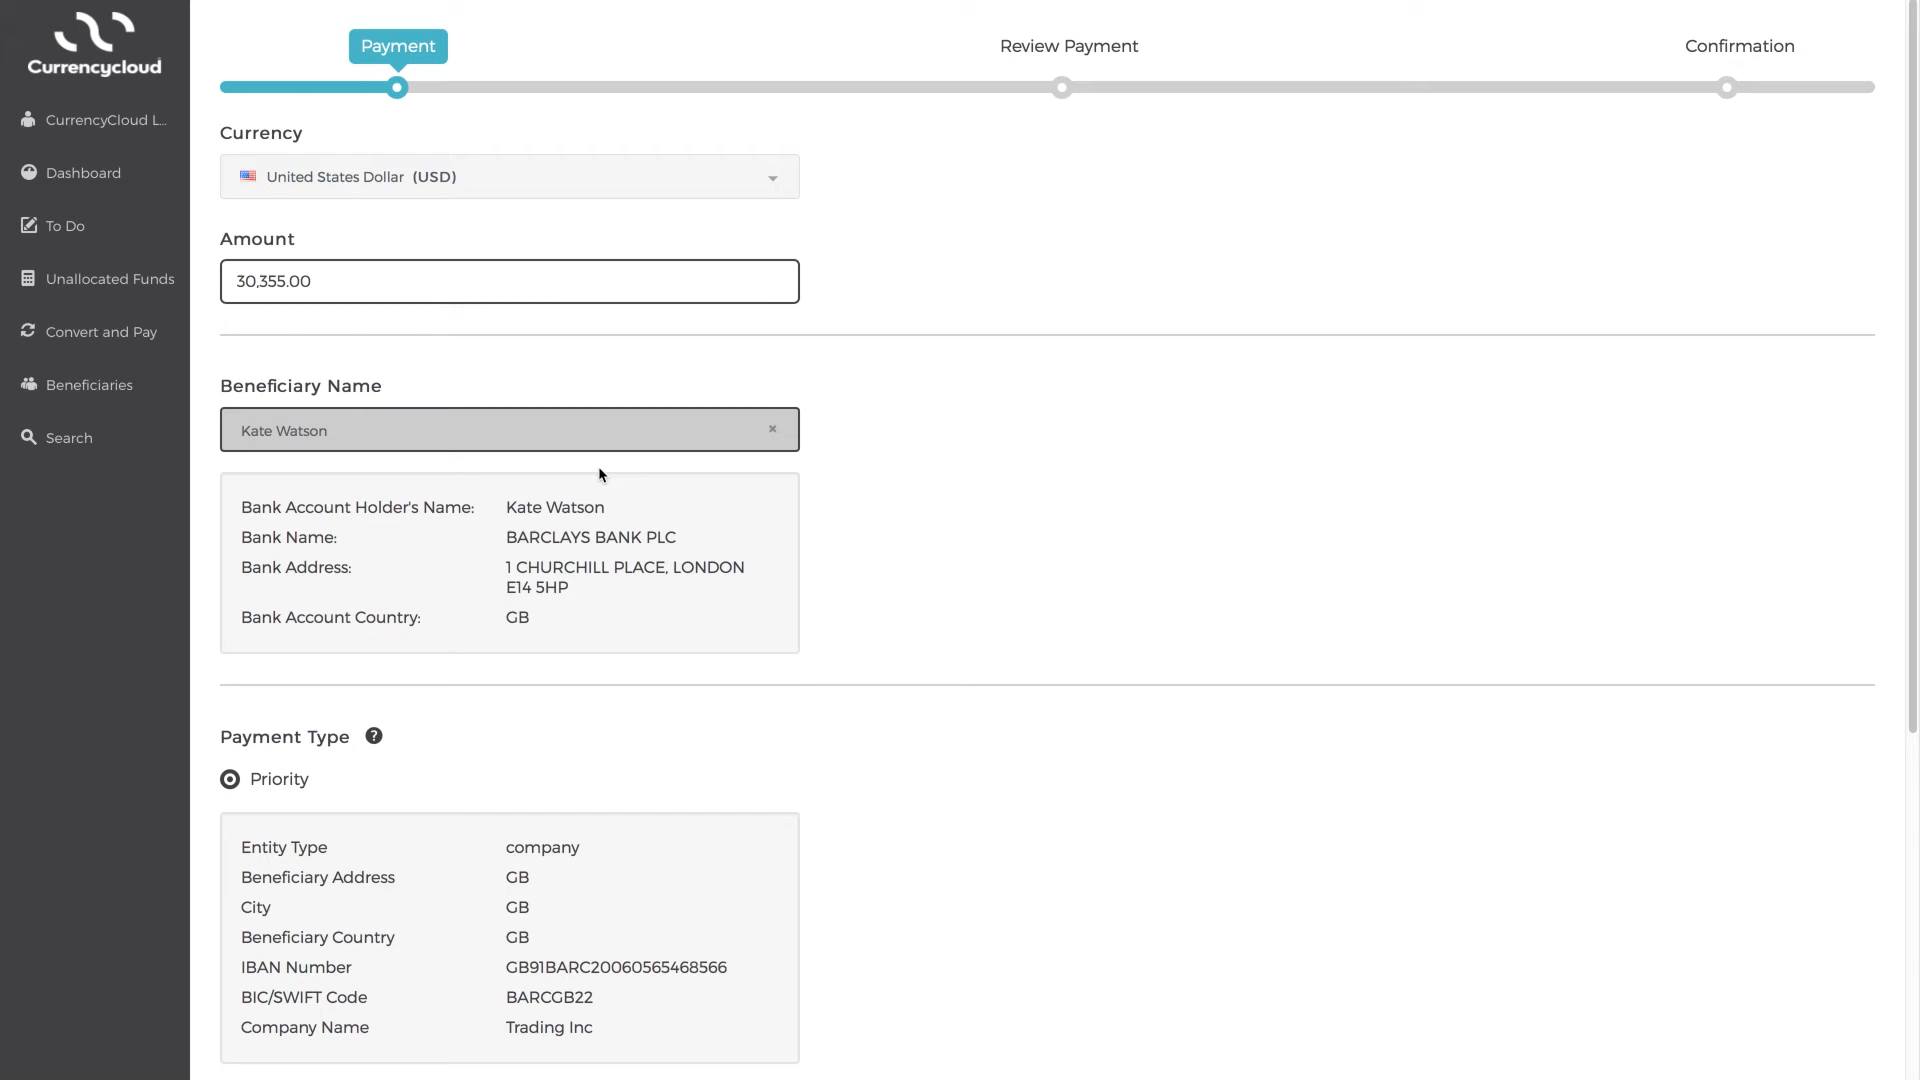 Currencycloud
CurrencyCloud L...
Dashboard
To Do
Unallocated Funds
Convert and Pay
Beneficiaries
Search
Payment
Review Payment
Confirmation
Currency
United States Dollar (USD)
Amount
30,355.00
Beneficiary Name
Kate Watson ×
Bank Account Holder's Name: Kate Watson
Bank Name: BARCLAYS BANK PLC
Bank Address: 1 CHURCHILL PLACE, LONDON
E14 5HP
Bank Account Country: GB
Payment Type ?
Priority
Entity Type company
Beneficiary Address GB
City GB
Beneficiary Country GB
IBAN Number GB91BARC20060565468566
BIC/SWIFT Code BARCGB22
Company Name Trading Inc